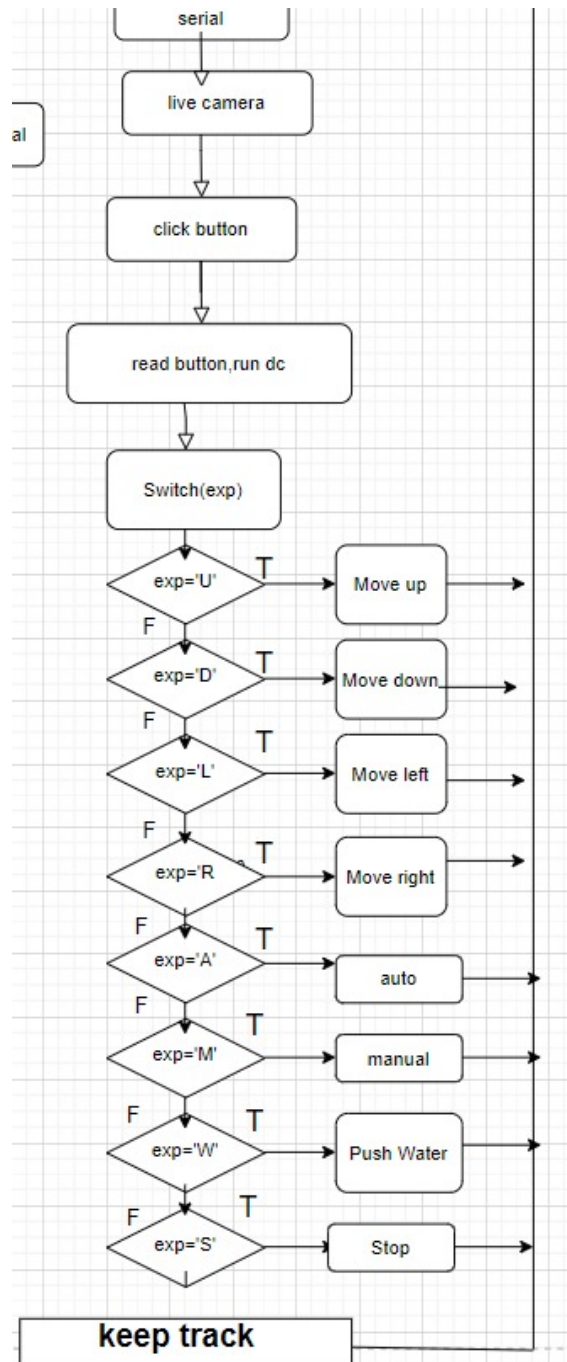 serial
live camera
al
click button
read button,run dc
Switch(exp)
exp='U'
T
Move up
F
exp='D'
T
Move down
F
exp='L'
T
Move left
F
exp='R
T
Move right
F
exp='A'
T
auto
F
exp='M'
T
manual
F
exp='W'
T
Push Water
F
exp='S'
T
Stop
keep track